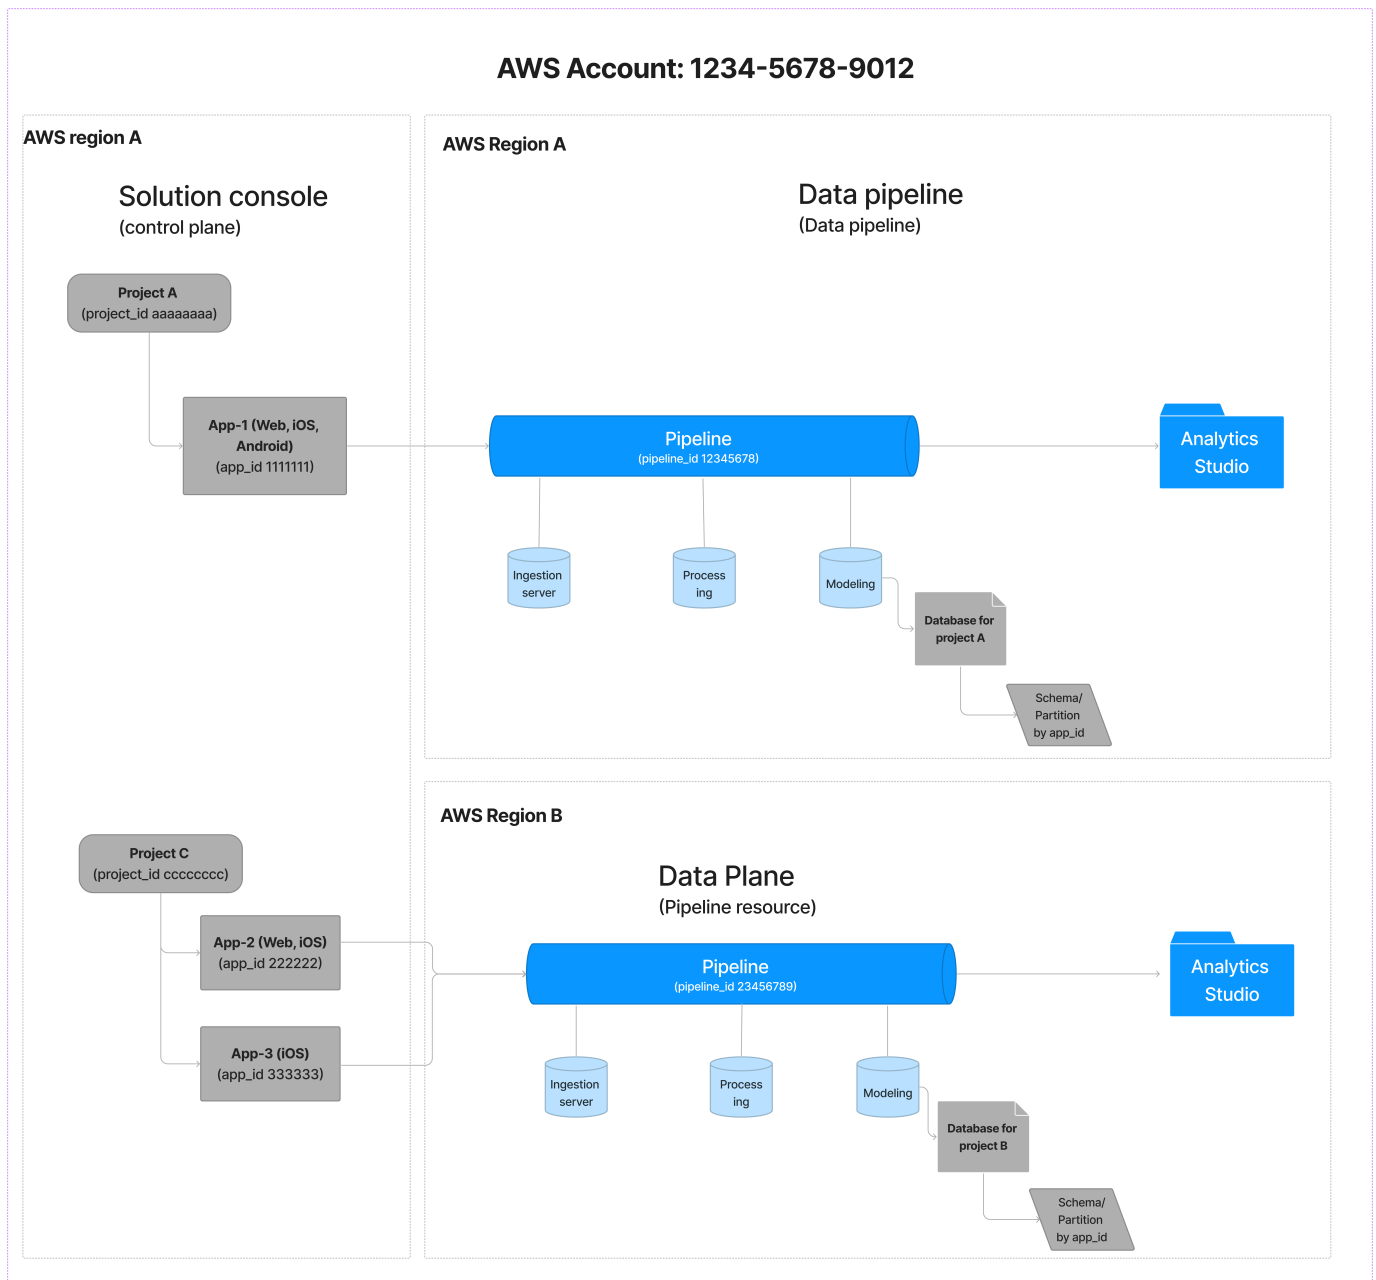 AWS Account: 1234-5678-9012
AWS region A
Solution console
(control plane)
Project A
(project_id aaaaaaaa)
App-1 (Web, iOS,
Android)
(app_id 1111111)
Project C
(project_id cccccccc)
App-2 (Web, iOS)
(app_id 222222)
App-3 (iOS)
(app_id 333333)
AWS Region A
Data pipeline
(Data pipeline)
Pipeline
(pipeline_id 12345678)
Analytics
Studio
Ingestion
server
Process
ing
Modeling
Database for
project A
Schema/
Partition
by app_id
AWS Region B
Data Plane
(Pipeline resource)
Pipeline
(pipeline_id 23456789)
Analytics
Studio
Ingestion
server
Process
ing
Modeling
Database for
project B
Schema/
Partition
by app_id